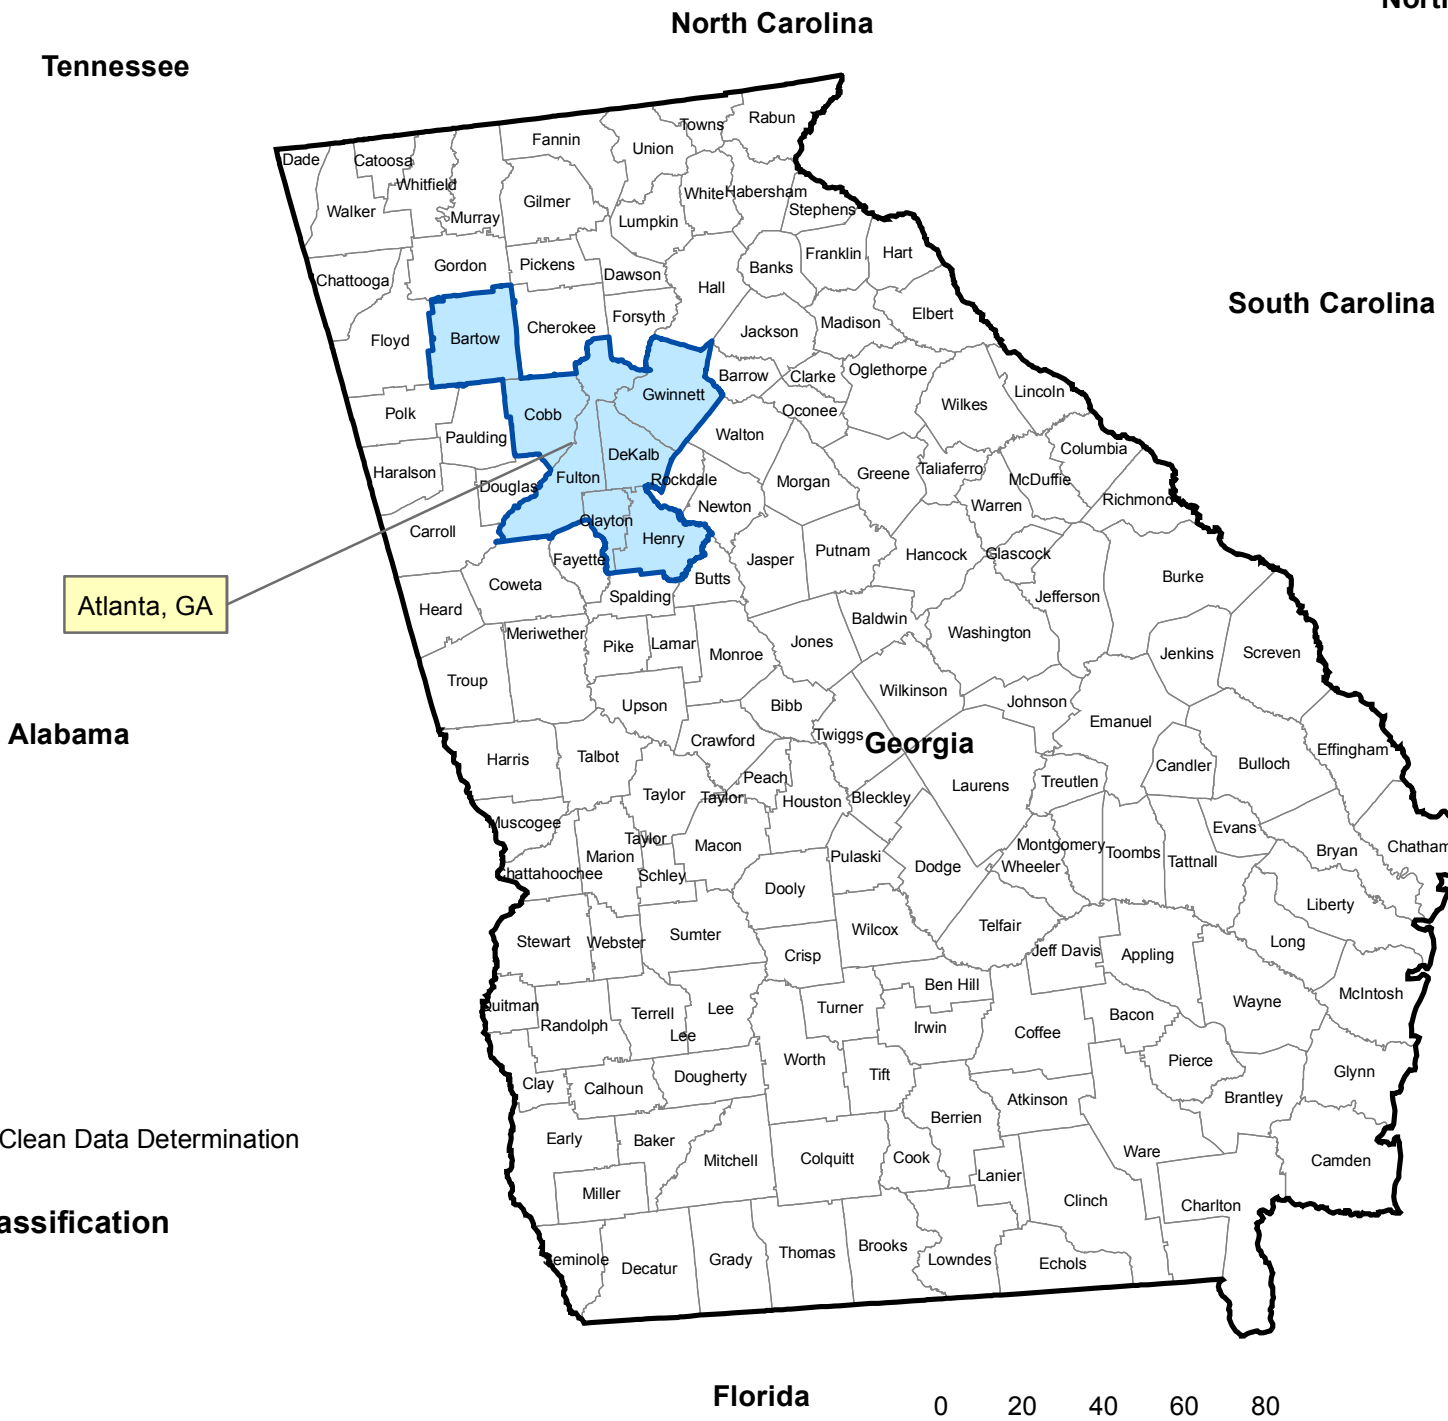 North
North Carolina
Tennessee
Rabun
Towns
Fannin
Union
Dade
Catoosa
Whitfield
White
Habersham
Gilmer
Stephens
Walker
Murray
Lumpkin
Franklin
Hart
Gordon
Pickens
Banks
Dawson
Chattooga
Hall
South Carolina
Elbert
Forsyth
Madison
Cherokee
Jackson
Bartow
Floyd
Oglethorpe
Barrow
Clarke
Lincoln
Gwinnett
Wilkes
Oconee
Polk
Cobb
Walton
Paulding
Columbia
DeKalb
Taliaferro
Haralson
Greene
Fulton
Rockdale
McDuffie
Morgan
Douglas
Richmond
Newton
Warren
Clayton
Carroll
Henry
Putnam
Hancock
Glascock
Fayette
Jasper
Butts
Burke
Coweta
Spalding
Jefferson
Atlanta, GA
Heard
Baldwin
Meriwether
Washington
Pike
Lamar
Jones
Monroe
Jenkins
Screven
Troup
Wilkinson
Johnson
Upson
Bibb
Emanuel
Alabama
Twiggs
Crawford
Georgia
Effingham
Harris
Talbot
Candler
Bulloch
Peach
Laurens
Treutlen
Taylor
Taylor
Houston
Bleckley
Muscogee
Evans
Taylor
Macon
Montgomery
Chatham
Bryan
Toombs
Marion
Pulaski
Tattnall
Dodge
Wheeler
hattahoochee
Schley
Dooly
Liberty
Telfair
Wilcox
Sumter
Stewart
Webster
Long
Jeff Davis
Appling
Crisp
Ben Hill
McIntosh
Wayne
uitman
Turner
Lee
Terrell
Bacon
Randolph
Irwin
Coffee
Lee
Worth
Pierce
Glynn
Tift
Dougherty
Clay
Calhoun
Brantley
Atkinson
Berrien
Clean Data Determination
Early
Baker
Ware
Mitchell
Colquitt
Cook
Camden
Lanier
Miller
Clinch
Charlton
assification
Brooks
Thomas
Grady
Lowndes
eminole
Echols
Decatur
Florida
0 20 40 60 80